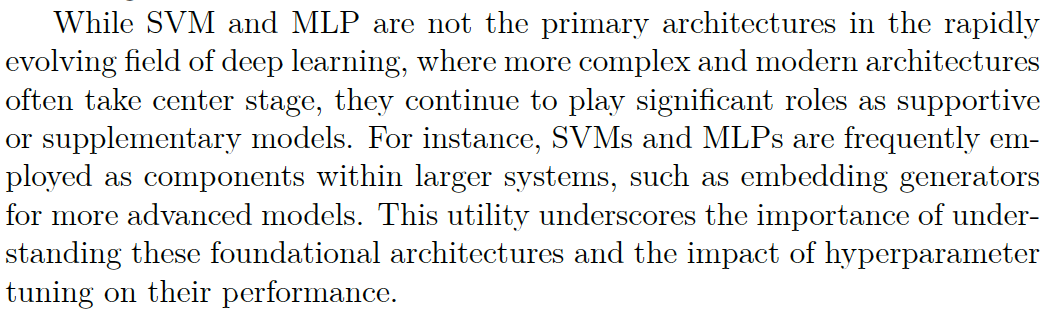 While SVM and MLP are not the primary architectures in the rapidly
evolving field of deep learning, where more complex and modern architectures
often take center stage, they continue to play significant roles as supportive
or supplementary models. For instance, SVMs and MLPs are frequently em-
ployed as components within larger systems, such as embedding generators
for more advanced models. This utility underscores the importance of under-
standing these foundational architectures and the impact of hyperparameter
tuning on their performance.